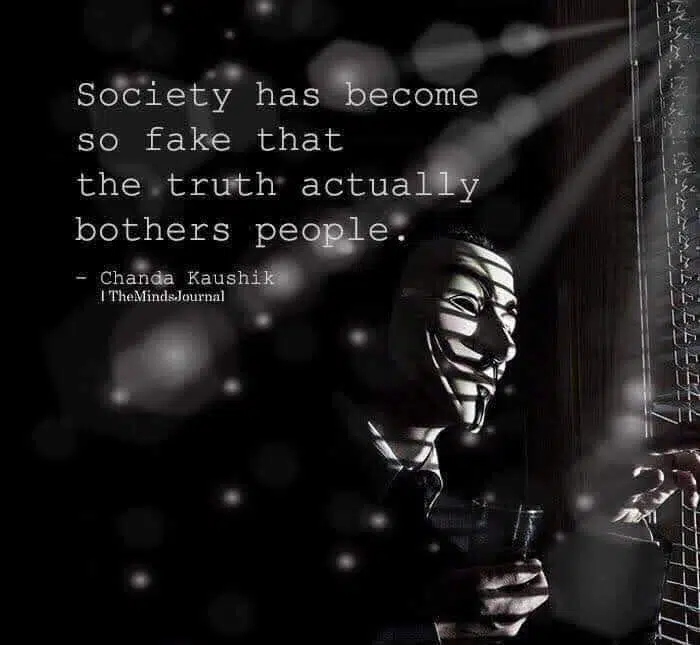 Society has become
so fake that
the truth actually
bothers people.
- Chanda Kaushik
| TheMindsJournal